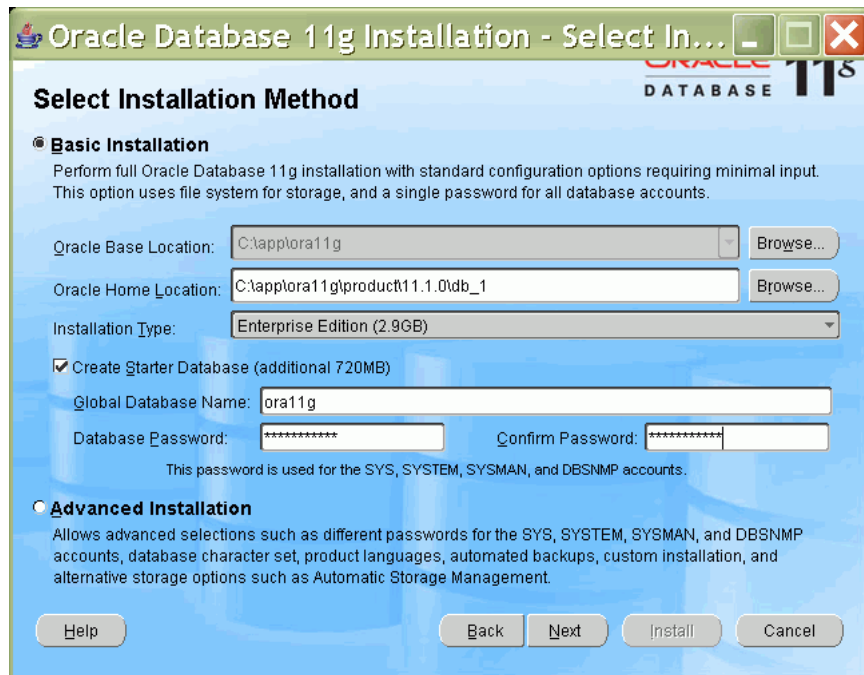 Oracle Database 11g Installation - Select In...
ORACLE
DATABASE 11g
Select Installation Method
Basic Installation
Perform full Oracle Database 11g installation with standard configuration options requiring minimal input.
This option uses file system for storage, and a single password for all database accounts.
Oracle Base Location: C:\app\ora11g Browse...
Oracle Home Location: C:\app\ora11g\product\11.1.0\db_1 Browse...
Installation Type: Enterprise Edition (2.9GB)
Create Starter Database (additional 720MB)
Global Database Name: ora11g
Database Password: *********** Confirm Password: ***********
This password is used for the SYS, SYSTEM, SYSMAN, and DBSNMP accounts.
Advanced Installation
Allows advanced selections such as different passwords for the SYS, SYSTEM, SYSMAN, and DBSNMP
accounts, database character set, product languages, automated backups, custom installation, and
alternative storage options such as Automatic Storage Management.
Help Back Next Install Cancel